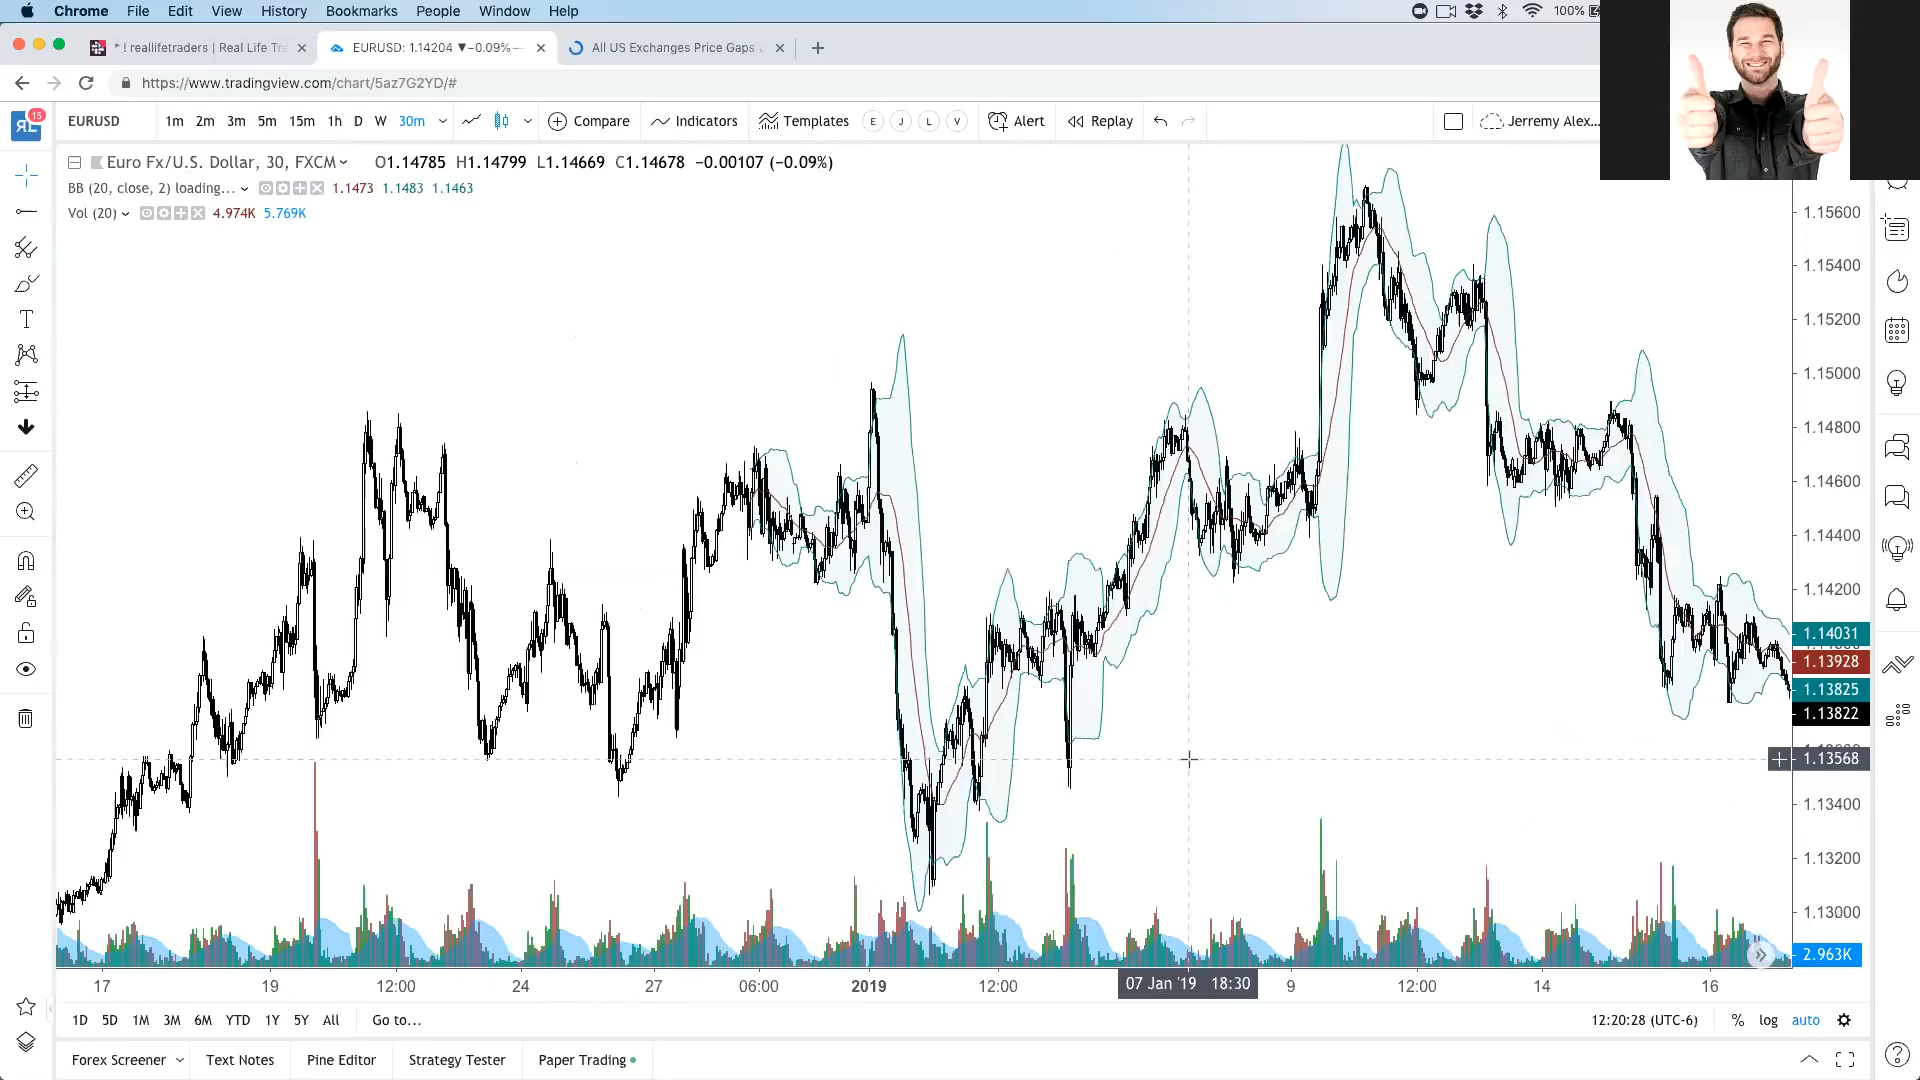 Chrome File Edit View History Bookmarks People Window Help 100%
* ! reallifetraders | Real Life Tra EURUSD: 1.14204 ▼−0.09% All US Exchanges Price Gaps
https://www.tradingview.com/chart/5az7G2YD/#
15
EURUSD 1m 2m 3m 5m 15m 1h D W 30m Compare Indicators Templates E J L V Alert Replay Jerremy Alex...
Euro Fx/U.S. Dollar, 30, FXCM O1.14785 H1.14799 L1.14669 C1.14678 −0.00107 (−0.09%)
BB (20, close, 2) loading... 1.1473 1.1483 1.1463
Vol (20) 4.974K 5.769K
1.15600
1.15400
1.15200
1.15000
1.14800
1.14600
1.14400
1.14200
1.14031
1.13928
1.13825
1.13822
1.13568
1.13400
1.13200
1.13000
2.963K
17 19 12:00 24 27 06:00 2019 12:00 07 Jan '19 18:30 9 12:00 14 16
1D 5D 1M 3M 6M YTD 1Y 5Y All Go to... 12:20:28 (UTC-6) % log auto
Forex Screener Text Notes Pine Editor Strategy Tester Paper Trading